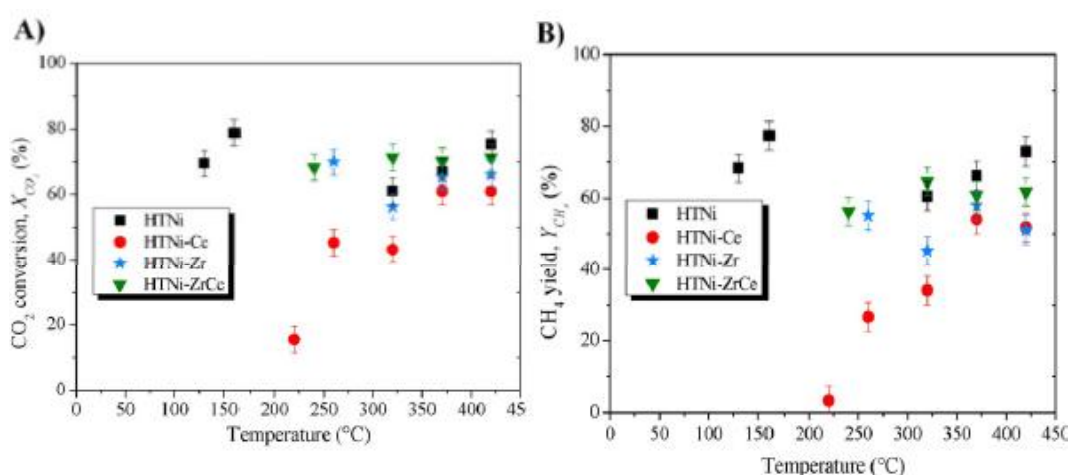 A)
CO2 conversion, XCO2 (%)
100
80
60
40
20
0
HTNi
HTNi-Ce
HTNi-Zr
HTNi-ZrCe
0 50 100 150 200 250 300 350 400 45
Temperature (°C)
B)
CH4 yield, YCH4 (%)
100
80
60
40
20
0
HTNi
HTNi-Ce
HTNi-Zr
HTNi-ZrCe
0 50 100 150 200 250 300 350 400 450
Temperature (°C)